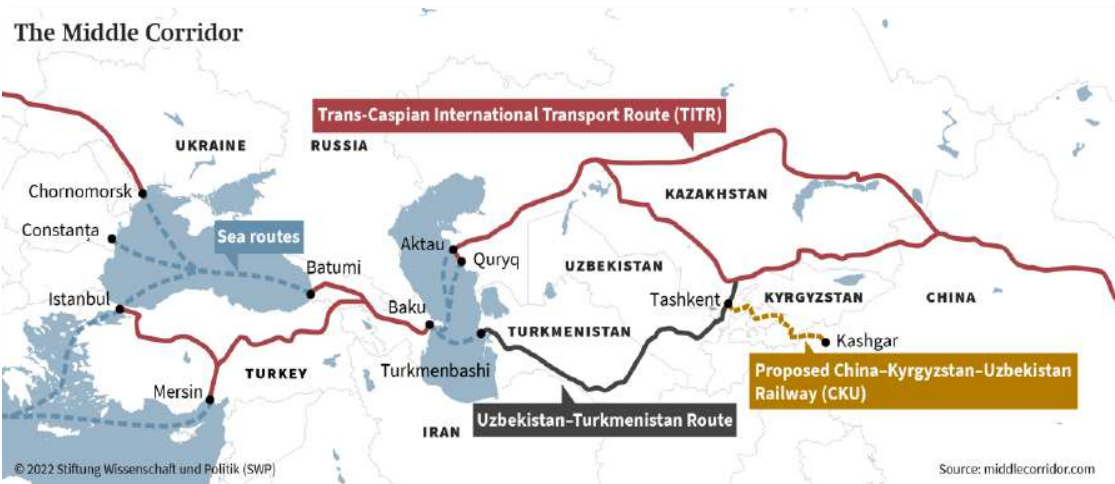 The Middle Corridor
Trans-Caspian International Transport Route (TITR)
UKRAINE
RUSSIA
Chornomorsk
KAZAKHSTAN
Constanța
Sea routes
Aktau
Quryq
Batumi
UZBEKISTAN
Istanbul
Baku
Tashkent
KYRGYZSTAN
CHINA
TURKMENISTAN
Kashgar
Turkmenbashi
TURKEY
Proposed China–Kyrgyzstan–Uzbekistan
Railway (CKU)
Mersin
Uzbekistan–Turkmenistan Route
IRAN
© 2022 Stiftung Wissenschaft und Politik (SWP)
Source: middlecorridor.com